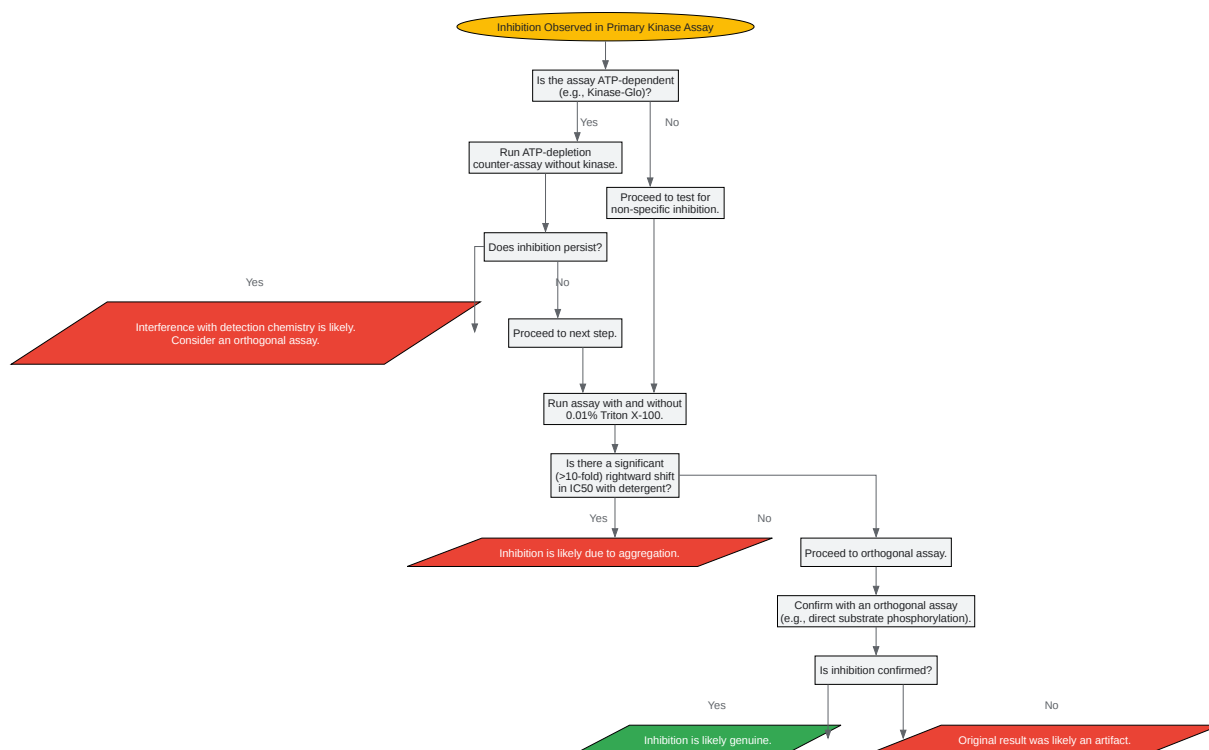 Inhibition Observed in Primary Kinase Assay
Is the assay ATP-dependent
(e.g., Kinase-Glo)?
Yes
No
Run ATP-depletion
counter-assay without kinase.
Proceed to test for
non-specific inhibition.
Does inhibition persist?
Yes
No
Interference with detection chemistry is likely.
Consider an orthogonal assay.
Proceed to next step.
Run assay with and without
0.01% Triton X-100.
Is there a significant
(>10-fold) rightward shift
in IC50 with detergent?
Yes
No
Inhibition is likely due to aggregation.
Proceed to orthogonal assay.
Confirm with an orthogonal assay
(e.g., direct substrate phosphorylation).
Is inhibition confirmed?
Yes
No
Inhibition is likely genuine.
Original result was likely an artifact.